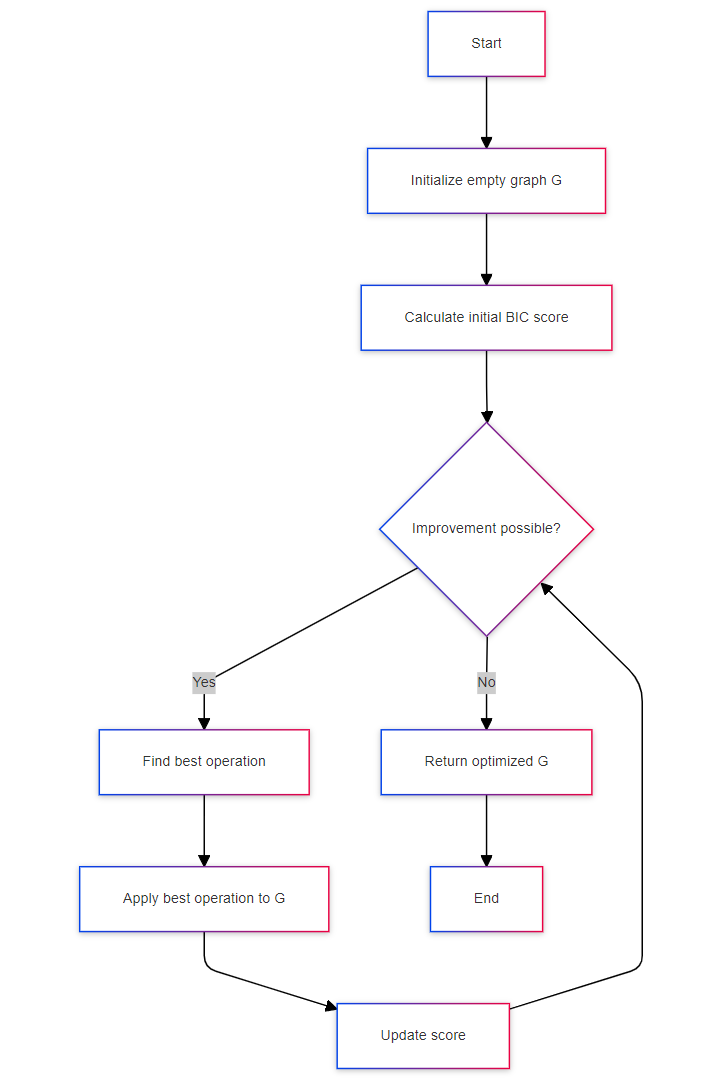 Start
Initialize empty graph G
Calculate initial BIC score
Improvement possible?
Yes
No
Find best operation
Return optimized G
Apply best operation to G
End
Update score